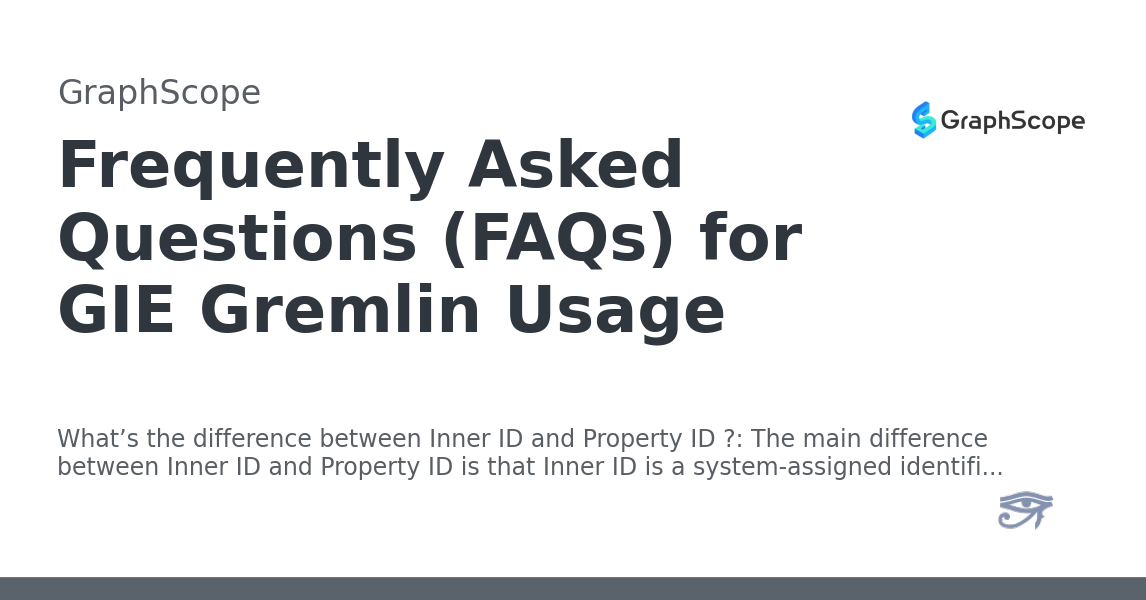 GraphScope
GraphScope
Frequently Asked
Questions (FAQs) for
GIE Gremlin Usage
What’s the difference between Inner ID and Property ID ?: The main difference
between Inner ID and Property ID is that Inner ID is a system-assigned identifi...